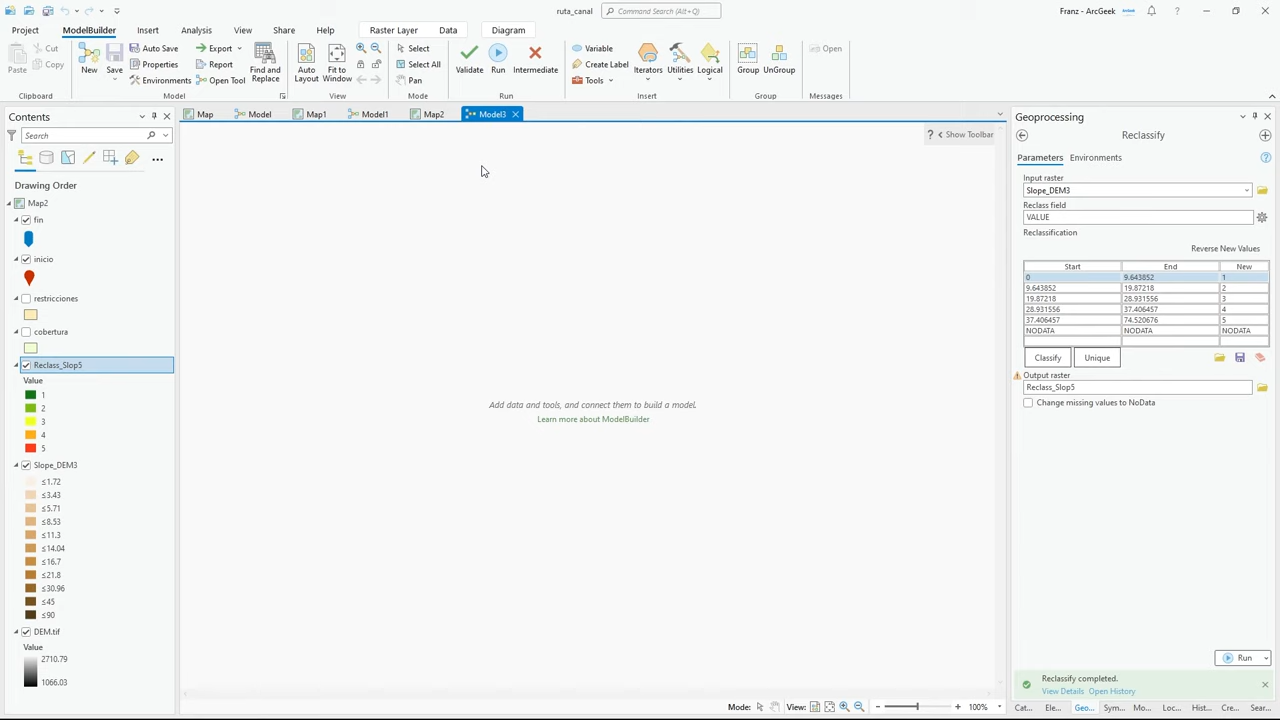 ruta_canal
Command Search (Alt+Q)
Franz - ArcGeek
Project
ModelBuilder
Insert
Analysis
View
Share
Help
Raster Layer
Data
Diagram
Paste
Cut
Copy
Clipboard
New
Save
Auto Save
Properties
Environments
Export
Report
Open Tool
Find and Replace
Model
Auto Layout
Fit to Window
View
Select
Select All
Pan
Mode
Validate
Run
Intermediate
Run
Variable
Create Label
Tools
Iterators
Utilities
Logical
Insert
Group
UnGroup
Group
Open
Messages
Contents
Search
Drawing Order
Map2
fin
inicio
restricciones
cobertura
Reclass_Slop5
Value
1
2
3
4
5
Slope_DEM3
≤1.72
≤3.43
≤5.71
≤8.53
≤11.3
≤14.04
≤16.7
≤21.8
≤30.96
≤45
≤90
DEM.tif
Value
2710.79
1066.03
Map
Model
Map1
Model1
Map2
Model3
? < Show Toolbar
Add data and tools, and connect them to build a model.
Learn more about ModelBuilder
Mode:
View:
100%
Geoprocessing
Reclassify
Parameters
Environments
Input raster
Slope_DEM3
Reclass field
VALUE
Reclassification
Reverse New Values
Start End New
0 9.643852 1
9.643852 19.87218 2
19.87218 28.931556 3
28.931556 37.406457 4
37.406457 74.520676 5
NODATA NODATA NODATA
Classify
Unique
Output raster
Reclass_Slop5
Change missing values to NoData
Run
Reclassify completed.
View Details Open History
Cat... Ele... Geo... Sym... Mo... Loc... Hist... Cre... Sear...